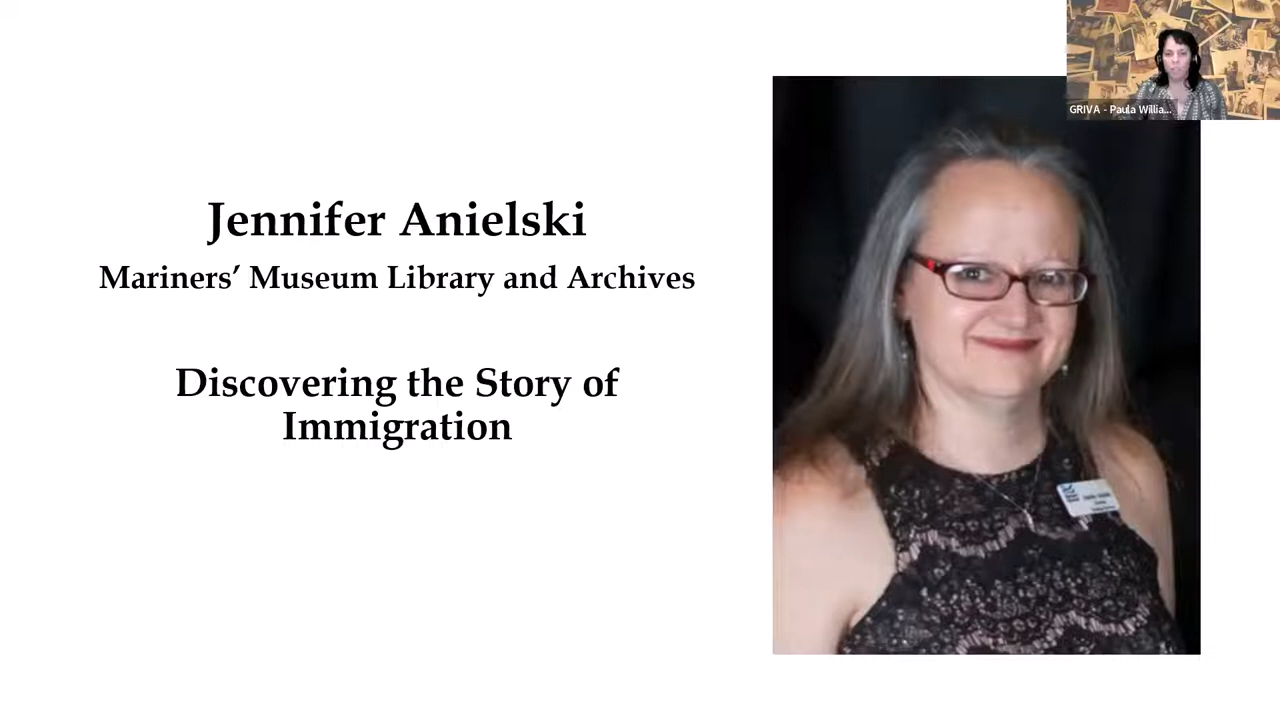 GRIVA - Paula Willia...
Jennifer Anielski
Mariners’ Museum Library and Archives
Discovering the Story of
Immigration